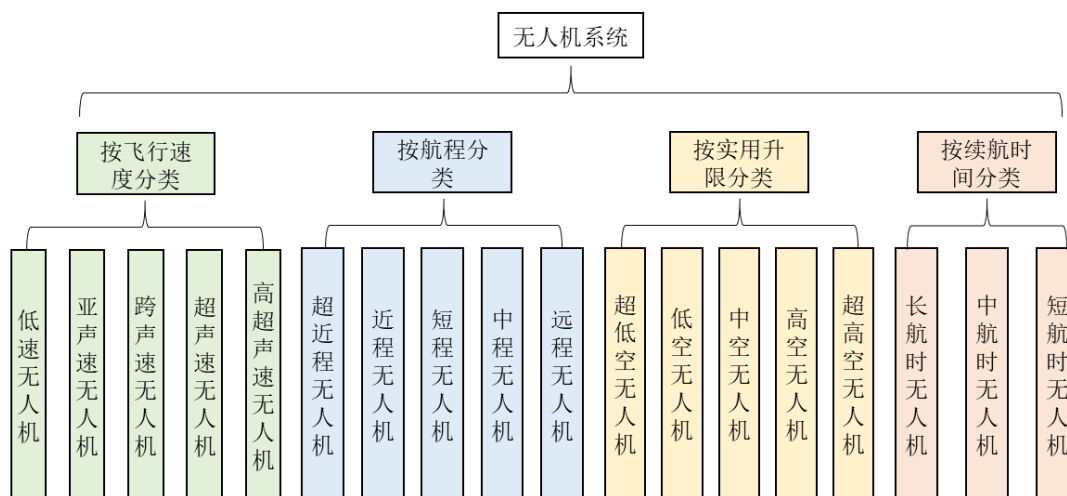 无人机系统
按飞行速
度分类
按航程分
类
按实用升
限分类
按续航时
间分类
低速无人机
亚声速无人机
跨声速无人机
超声速无人机
高超声速无人机
超近程无人机
近程无人机
短程无人机
中程无人机
远程无人机
超低空无人机
低空无人机
中空无人机
高空无人机
超高空无人机
长航时无人机
中航时无人机
短航时无人机